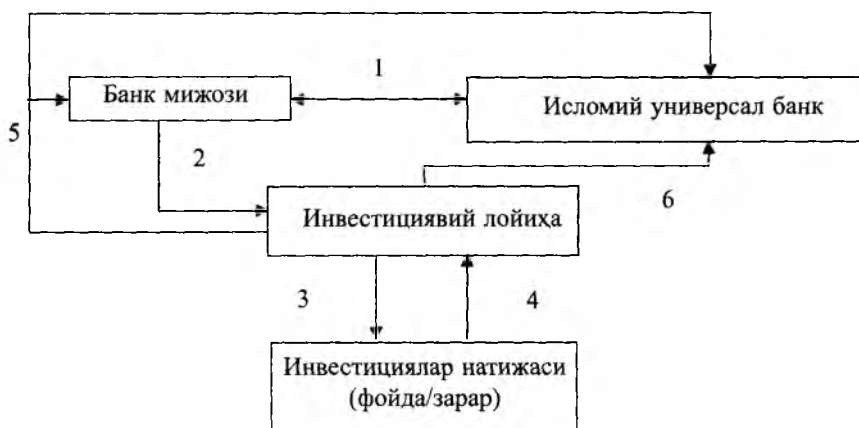 1
Банк мижози
Исломий универсал банк
5
2
6
Инвестициявий лойиҳа
3
4
Инвестициялар натижаси
(фойда/зарар)